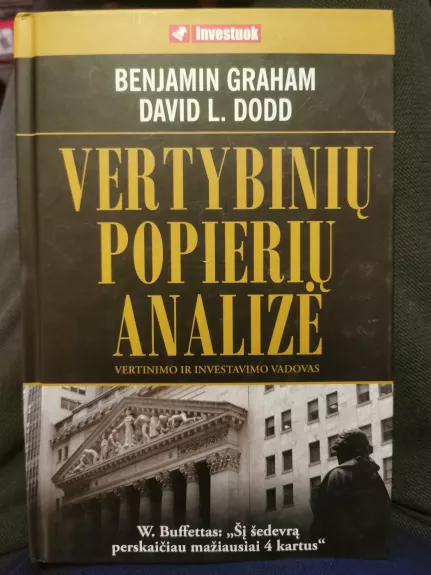 Investuok
BENJAMIN GRAHAM
DAVID L. DODD
VERTYBINIŲ
POPIERIŲ
ANALIZĖ
VERTINIMO IR INVESTAVIMO VADOVAS
W. Buffettas: „Šį šedevrą
perskaičiau mažiausiai 4 kartus“